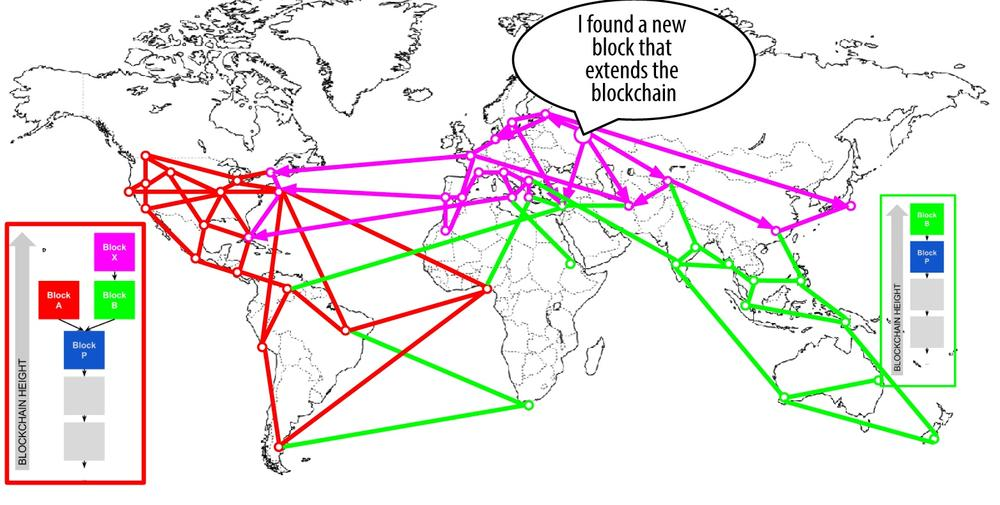 I found a new
block that
extends the
blockchain
BLOCKCHAIN HEIGHT
Block
X
Block
A
Block
B
Block
P
BLOCKCHAIN HEIGHT
Block
B
Block
P